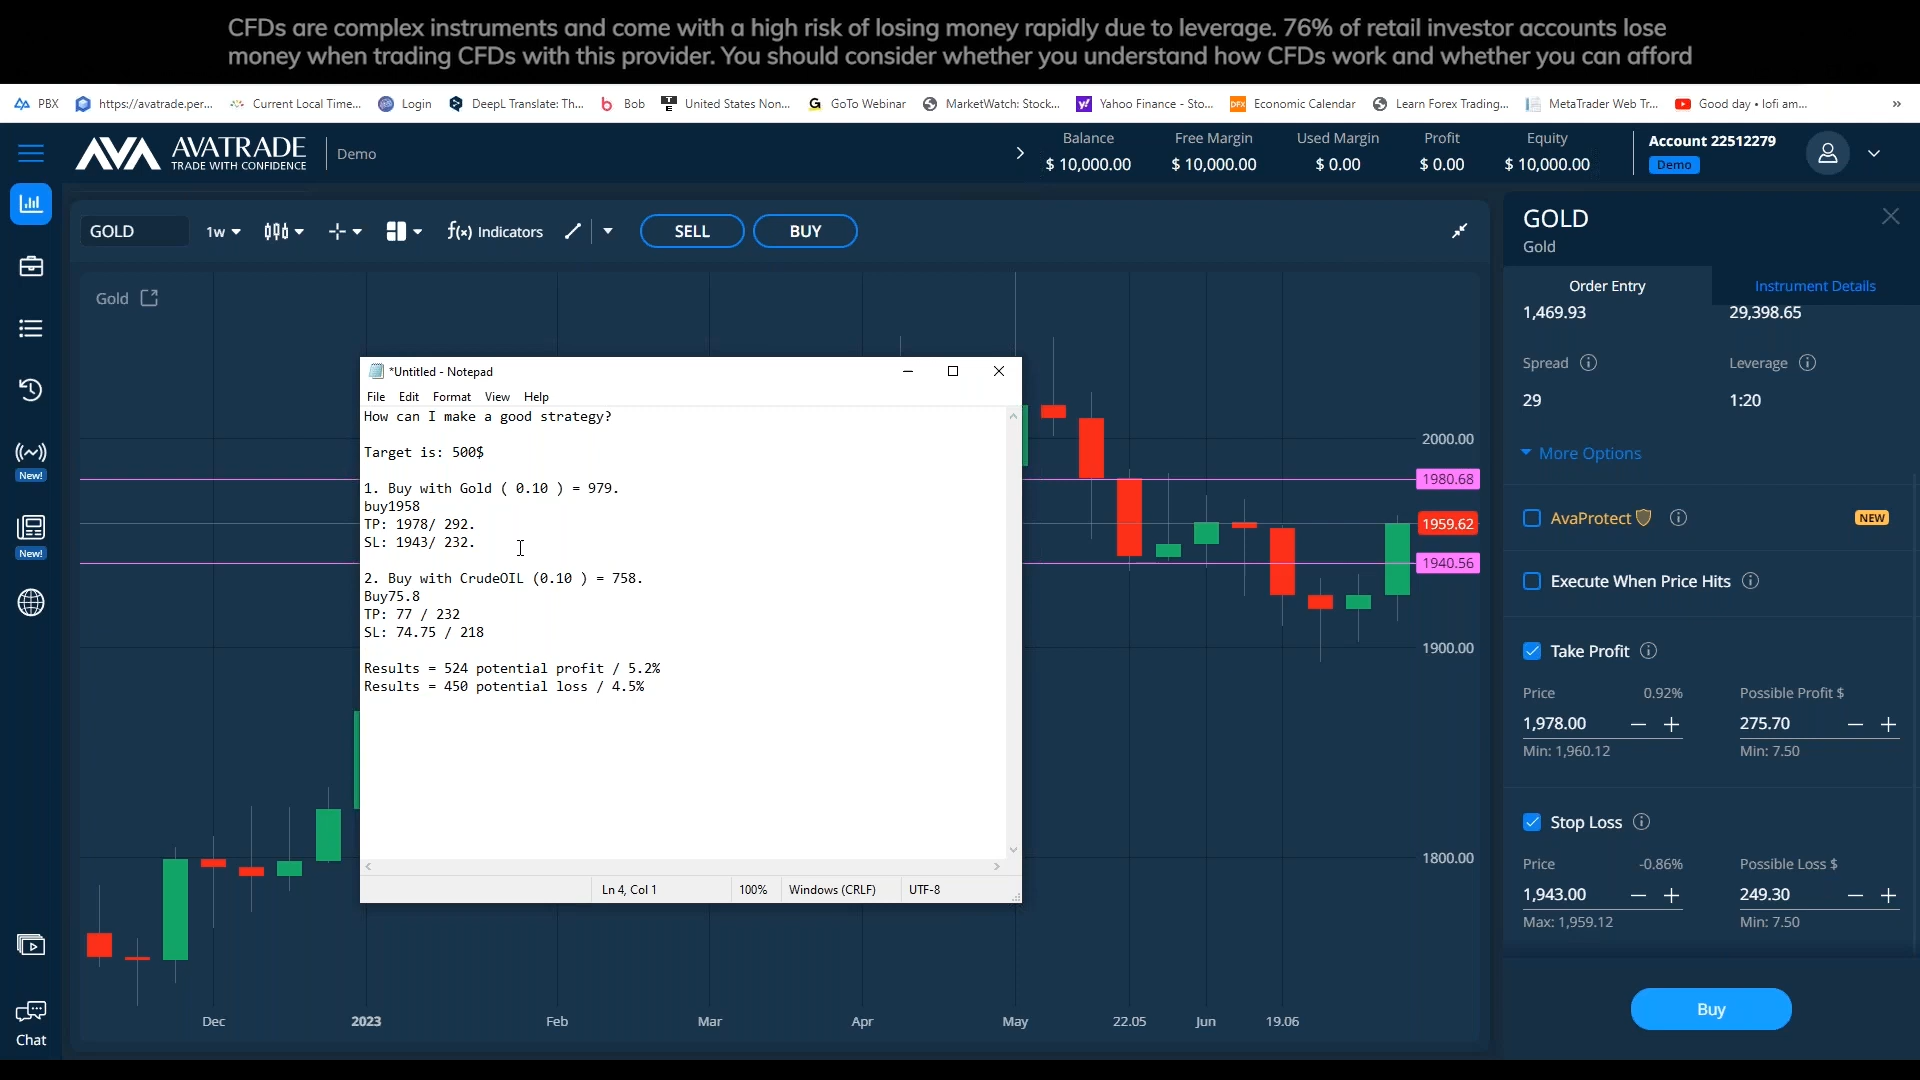 CFDs are complex instruments and come with a high risk of losing money rapidly due to leverage. 76% of retail investor accounts lose
money when trading CFDs with this provider. You should consider whether you understand how CFDs work and whether you can afford
PBX
https://avatrade.per...
Current Local Time...
Login
DeepL Translate: Th...
Bob
United States Non...
GoTo Webinar
MarketWatch: Stock...
Yahoo Finance - Sto...
Economic Calendar
Learn Forex Trading...
MetaTrader Web Tr...
Good day • lofi am...
»
AVA AVATRADE
TRADE WITH CONFIDENCE
Demo
Balance
$ 10,000.00
Free Margin
$ 10,000.00
Used Margin
$ 0.00
Profit
$ 0.00
Equity
$ 10,000.00
Account 22512279
Demo
GOLD
1w
f(x) Indicators
SELL
BUY
Gold
New!
New!
Chat
*Untitled - Notepad
File Edit Format View Help
How can I make a good strategy?
Target is: 500$
1. Buy with Gold ( 0.10 ) = 979.
buy1958
TP: 1978/ 292.
SL: 1943/ 232.
2. Buy with CrudeOIL (0.10 ) = 758.
Buy75.8
TP: 77 / 232
SL: 74.75 / 218
Results = 524 potential profit / 5.2%
Results = 450 potential loss / 4.5%
Ln 4, Col 1
100%
Windows (CRLF)
UTF-8
2000.00
1980.68
1959.62
1940.56
1900.00
1800.00
Dec
2023
Feb
Mar
Apr
May
22.05
Jun
19.06
GOLD
Gold
Order Entry
Instrument Details
1,469.93
29,398.65
Spread
Leverage
29
1:20
More Options
AvaProtect
NEW
Execute When Price Hits
Take Profit
Price
0.92%
Possible Profit $
1,978.00
275.70
Min: 1,960.12
Min: 7.50
Stop Loss
Price
-0.86%
Possible Loss $
1,943.00
249.30
Max: 1,959.12
Min: 7.50
Buy